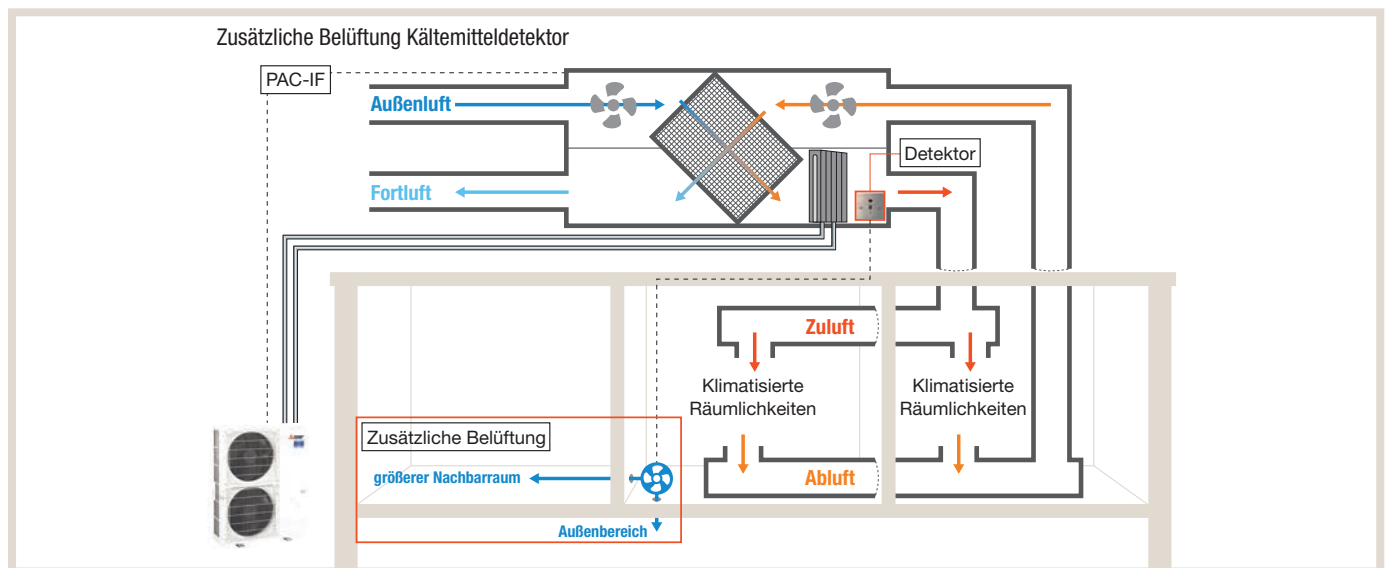 Zusätzliche Belüftung Kältemitteldetektor
PAC-IF
Außenluft
Detektor
Fortluft
Zuluft
Klimatisierte
Räumlichkeiten
Klimatisierte
Räumlichkeiten
Zusätzliche Belüftung
größerer Nachbarraum
Abluft
Außenbereich